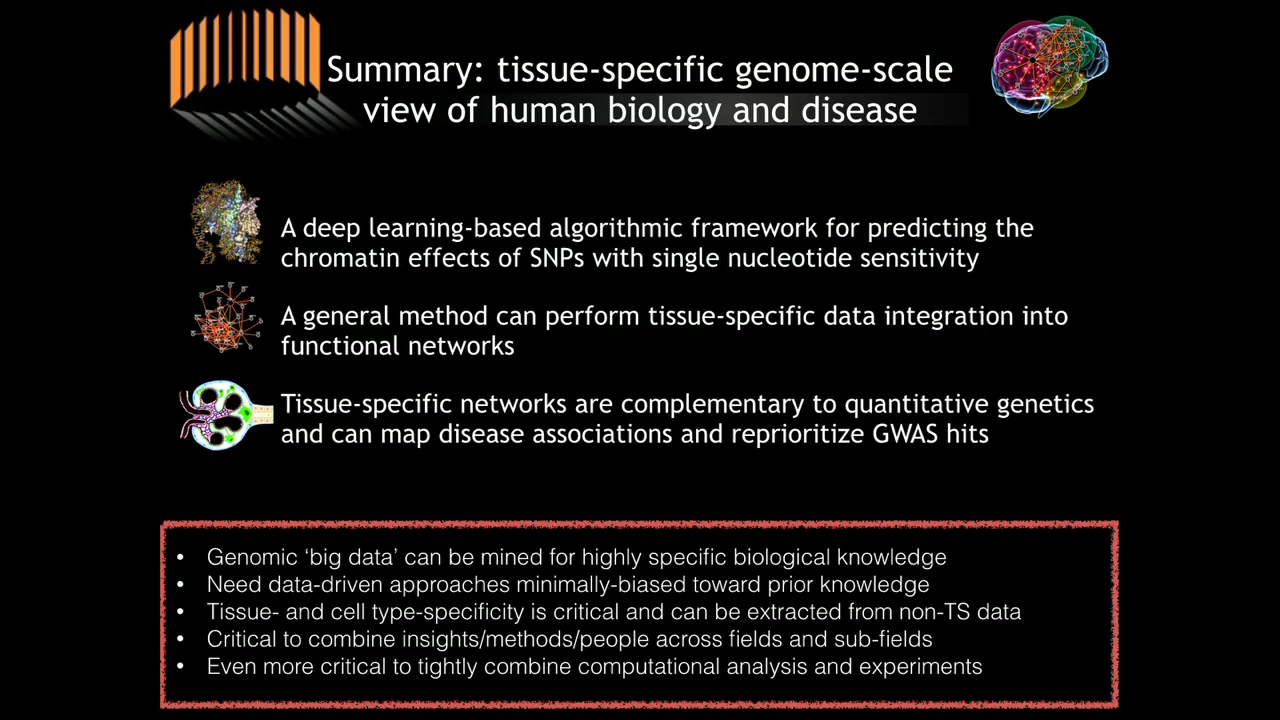 Summary: tissue-specific genome-scale
view of human biology and disease
A deep learning-based algorithmic framework for predicting the
chromatin effects of SNPs with single nucleotide sensitivity
A general method can perform tissue-specific data integration into
functional networks
Tissue-specific networks are complementary to quantitative genetics
and can map disease associations and reprioritize GWAS hits
• Genomic ‘big data’ can be mined for highly specific biological knowledge
• Need data-driven approaches minimally-biased toward prior knowledge
• Tissue- and cell type-specificity is critical and can be extracted from non-TS data
• Critical to combine insights/methods/people across fields and sub-fields
• Even more critical to tightly combine computational analysis and experiments